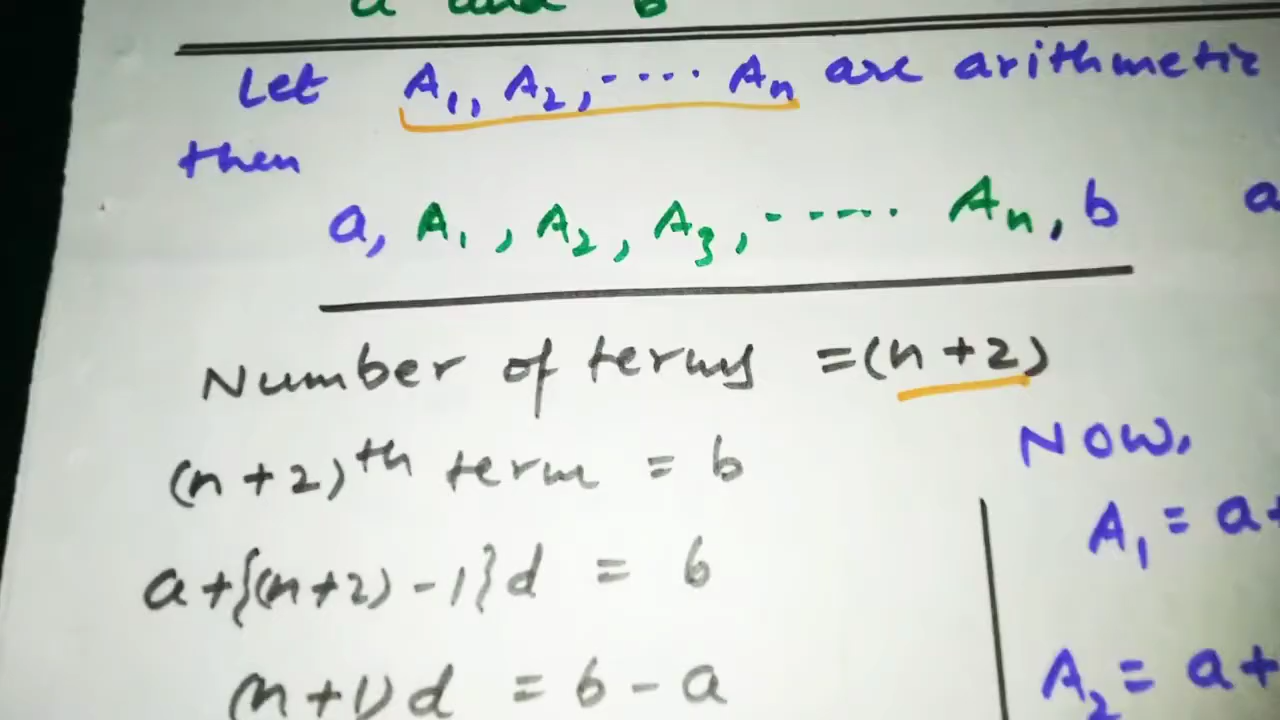 a and b
Let A₁, A₂, ..... Aₙ are arithmetic
then
a, A₁, A₂, A₃, ...... Aₙ, b a
Number of terms = (n+2)
(n+2)ᵗʰ term = b
a+{(n+2)-1}d = b
(n+1)d = b - a
Now,
A₁ = a+
A₂ = a+